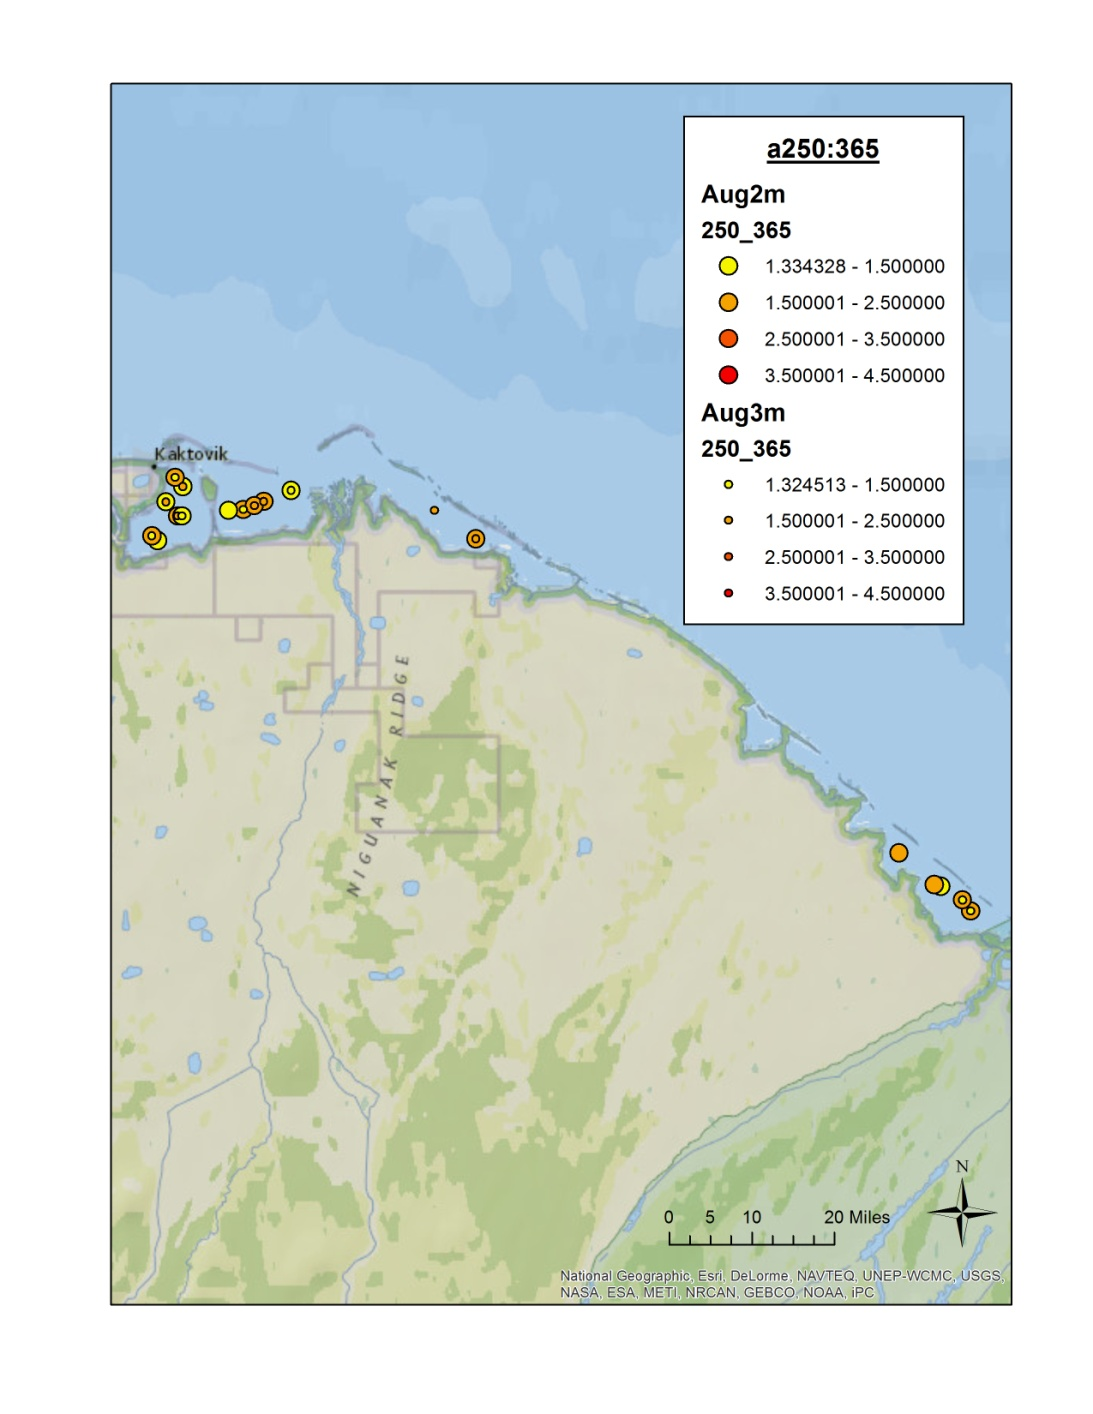 a250:365
Aug2m
250_365
1.334328 - 1.500000
1.500001 - 2.500000
2.500001 - 3.500000
3.500001 - 4.500000
Aug3m
250_365
1.324513 - 1.500000
1.500001 - 2.500000
2.500001 - 3.500000
3.500001 - 4.500000
Kaktovik
NIGUANAK RIDGE
N
0 5 10 20 Miles
National Geographic, Esri, DeLorme, NAVTEQ, UNEP-WCMC, USGS,
NASA, ESA, METI, NRCAN, GEBCO, NOAA, iPC